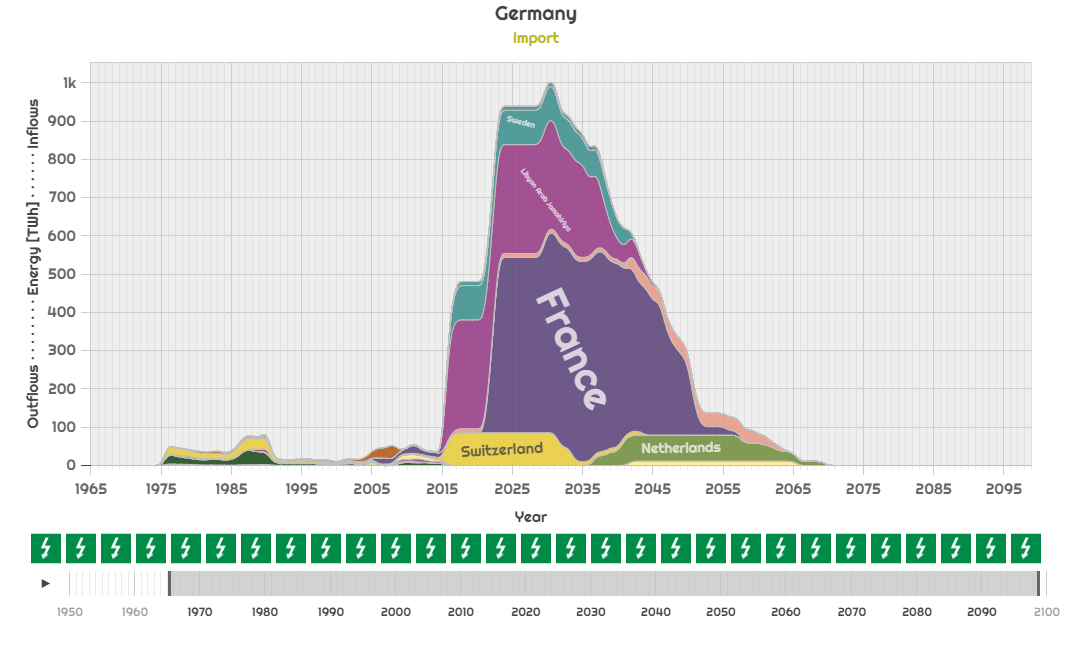 Germany
Import
Outflows · · · · · · · · Energy [TWh] · · · · · · Inflows
1k
900
800
700
600
500
400
300
200
100
0
Sweden
Libyan Arab Jamahiriya
France
Switzerland
Netherlands
1965 1975 1985 1995 2005 2015 2025 2035 2045 2055 2065 2075 2085 2095
Year
1950 1960 1970 1980 1990 2000 2010 2020 2030 2040 2050 2060 2070 2080 2090 2100